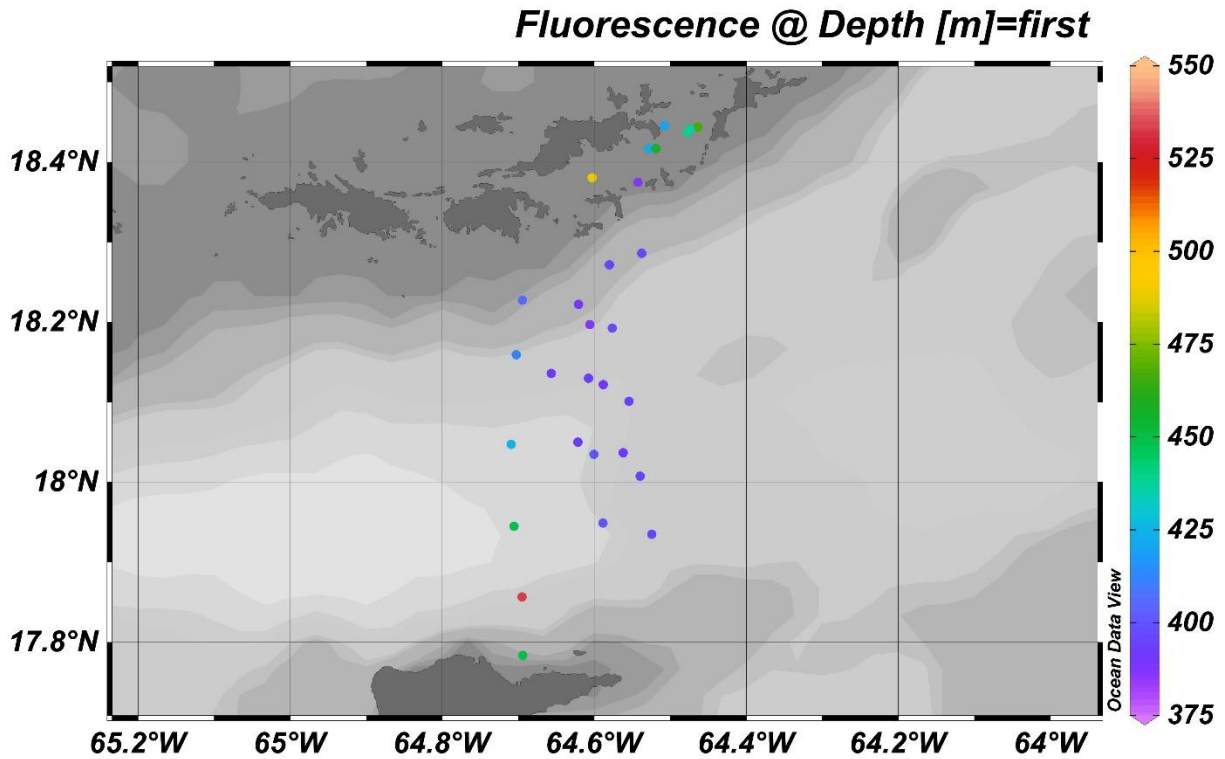 Fluorescence @ Depth [m]=first
18.4°N
18.2°N
18°N
17.8°N
65.2°W
65°W
64.8°W
64.6°W
64.4°W
64.2°W
64°W
550
525
500
475
450
425
400
375
Ocean Data View